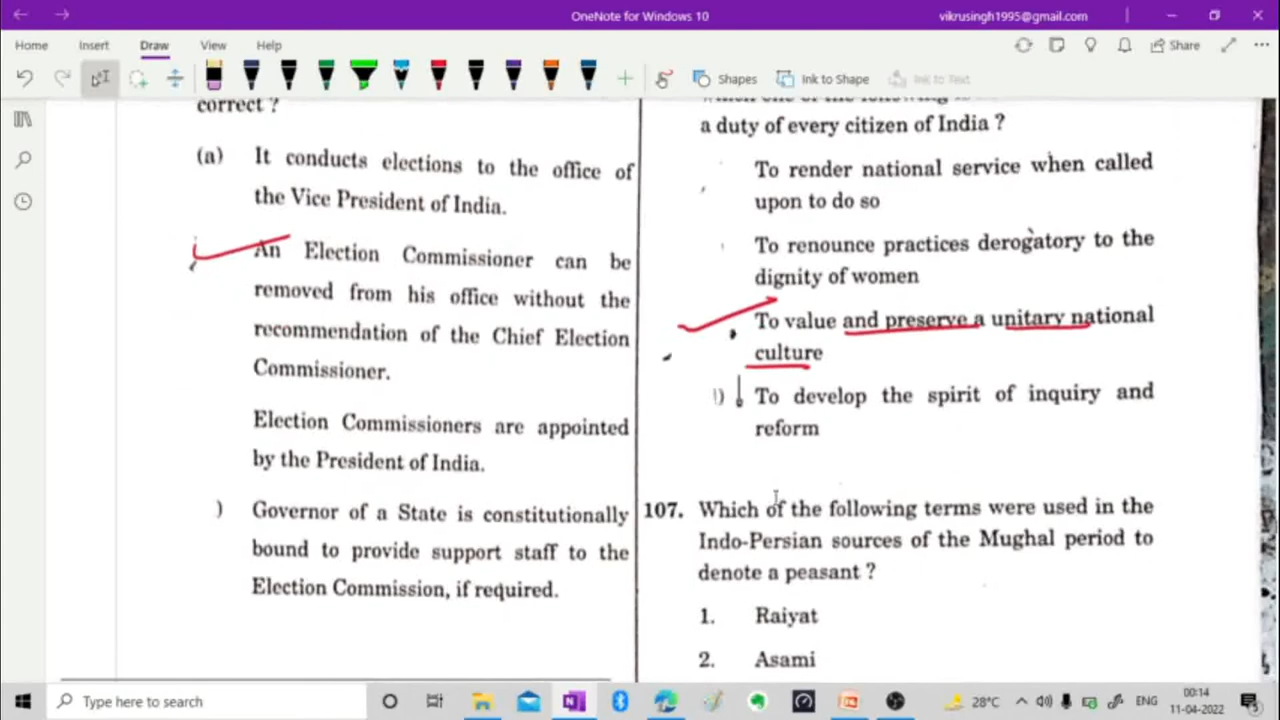 OneNote for Windows 10
vikrusingh1995@gmail.com
Home Insert Draw View Help
Share
Shapes Ink to Shape Ink to Text
correct ?
(a) It conducts elections to the office of
the Vice President of India.
An Election Commissioner can be
removed from his office without the
recommendation of the Chief Election
Commissioner.
Election Commissioners are appointed
by the President of India.
) Governor of a State is constitutionally
bound to provide support staff to the
Election Commission, if required.
a duty of every citizen of India ?
To render national service when called
upon to do so
To renounce practices derogatory to the
dignity of women
To value and preserve a unitary national
culture
) To develop the spirit of inquiry and
reform
107. Which of the following terms were used in the
Indo-Persian sources of the Mughal period to
denote a peasant ?
1. Raiyat
2. Asami
Type here to search
28°C
ENG
00:14
11-04-2022